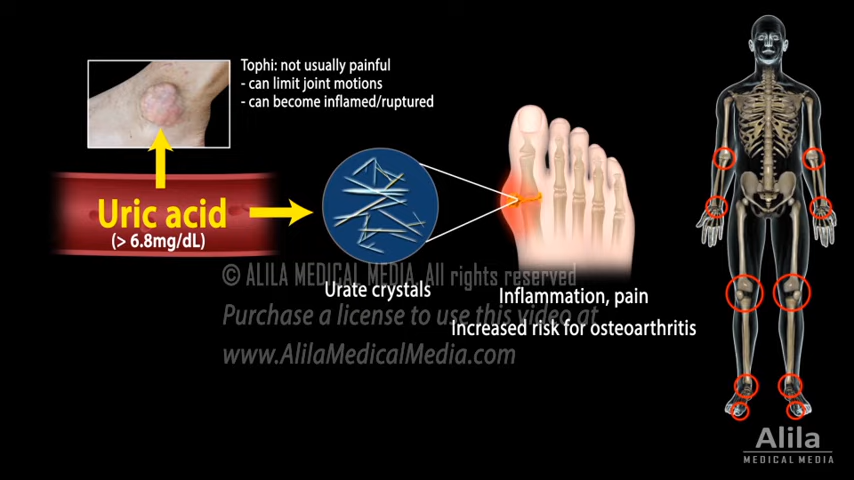 Tophi: not usually painful
- can limit joint motions
- can become inflamed/ruptured
Uric acid
(> 6.8mg/dL)
Urate crystals
Inflammation, pain
Increased risk for osteoarthritis
© ALILA MEDICAL MEDIA. All rights reserved
Purchase a license to use this video at
www.AlilaMedicalMedia.com
Alila
MEDICAL MEDIA